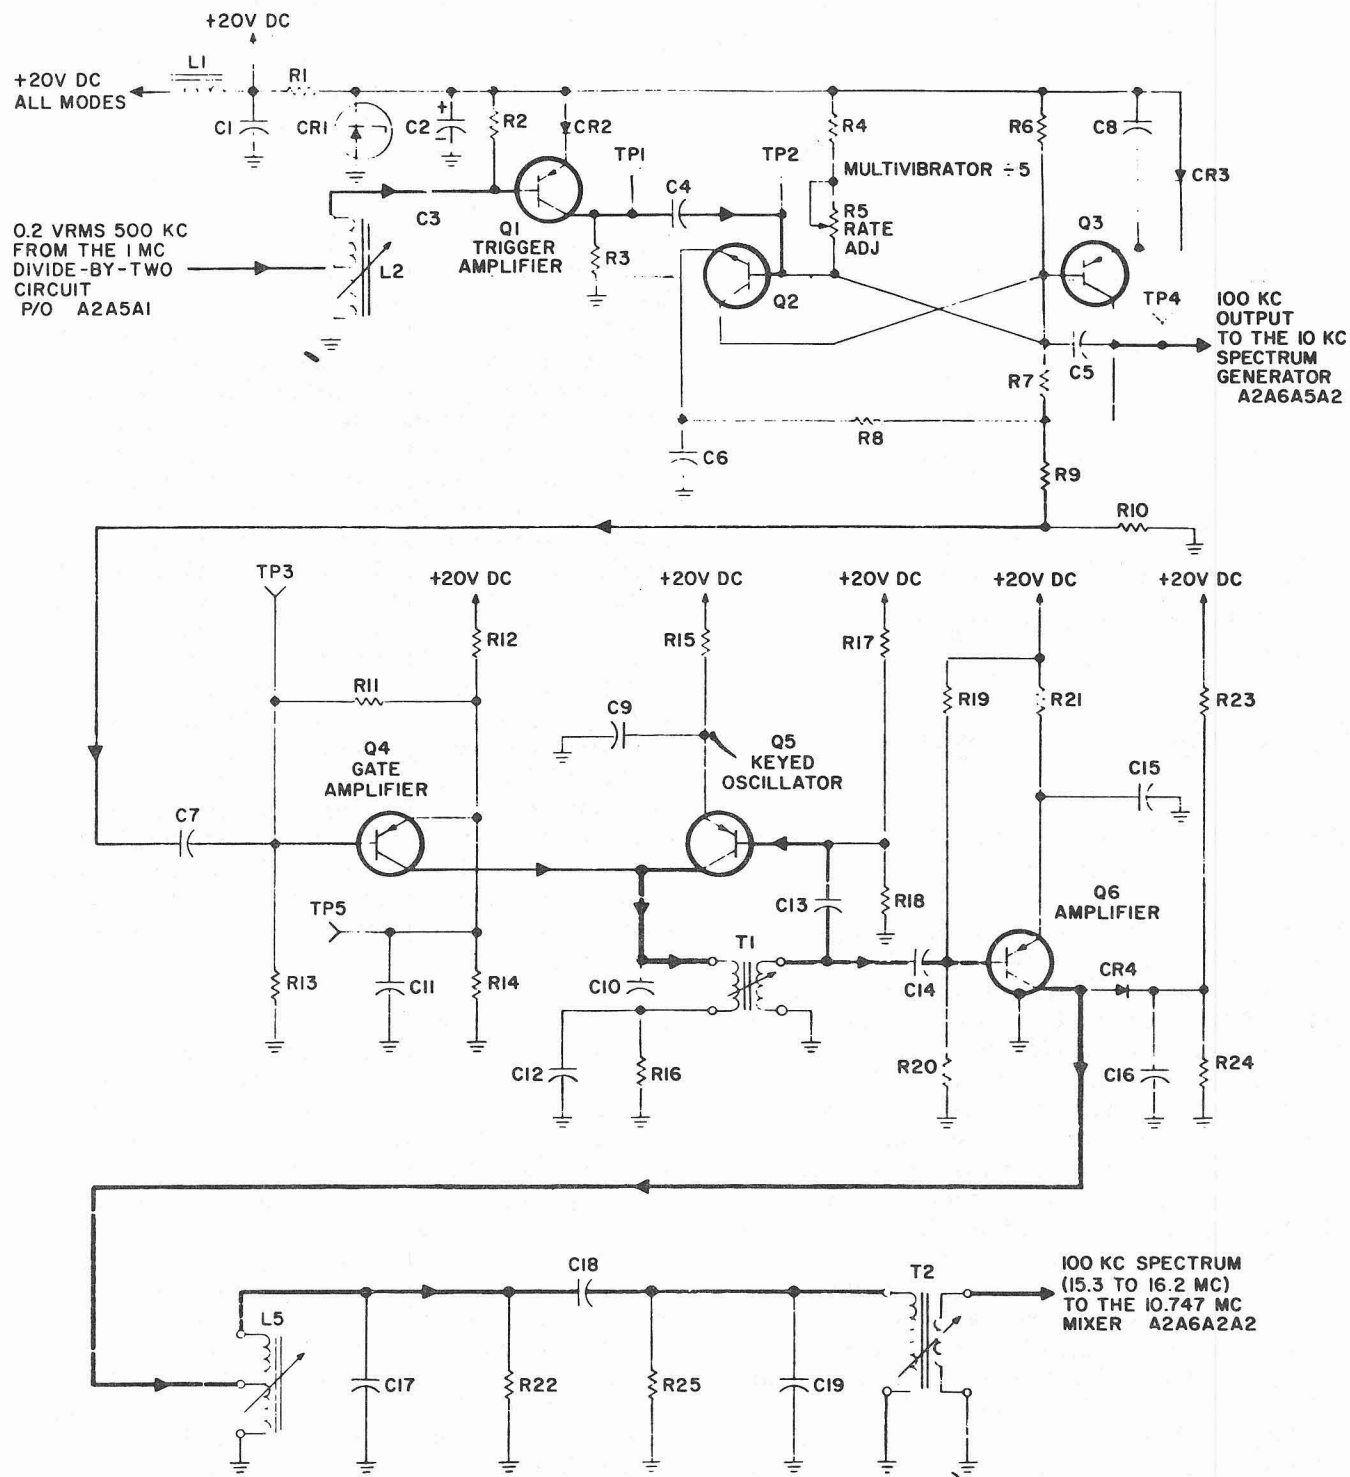 +20V DC
+20V DC
ALL MODES
L1
R1
C1
CR1
C2
+
-
R2
CR2
TP1
TP2
R4
R6
C8
CR3
MULTIVIBRATOR ÷5
C3
C4
Q1
TRIGGER
AMPLIFIER
R3
R5
RATE
ADJ
Q3
0.2 VRMS 500 KC
FROM THE 1 MC
DIVIDE-BY-TWO
CIRCUIT
P/O A2A5A1
L2
Q2
TP4
100 KC
OUTPUT
TO THE 10 KC
SPECTRUM
GENERATOR
A2A6A5A2
C5
R7
R8
C6
R9
R10
TP3
+20V DC
+20V DC
+20V DC
+20V DC
+20V DC
R12
R15
R17
R11
R19
R21
R23
C9
Q4
GATE
AMPLIFIER
Q5
KEYED
OSCILLATOR
C15
C7
TP5
C13
R18
Q6
AMPLIFIER
T1
R13
C11
R14
C10
C14
CR4
C12
R16
R20
C16
R24
C18
T2
100 KC SPECTRUM
(15.3 TO 16.2 MC)
TO THE 10.747 MC
MIXER A2A6A2A2
L5
C17
R22
R25
C19